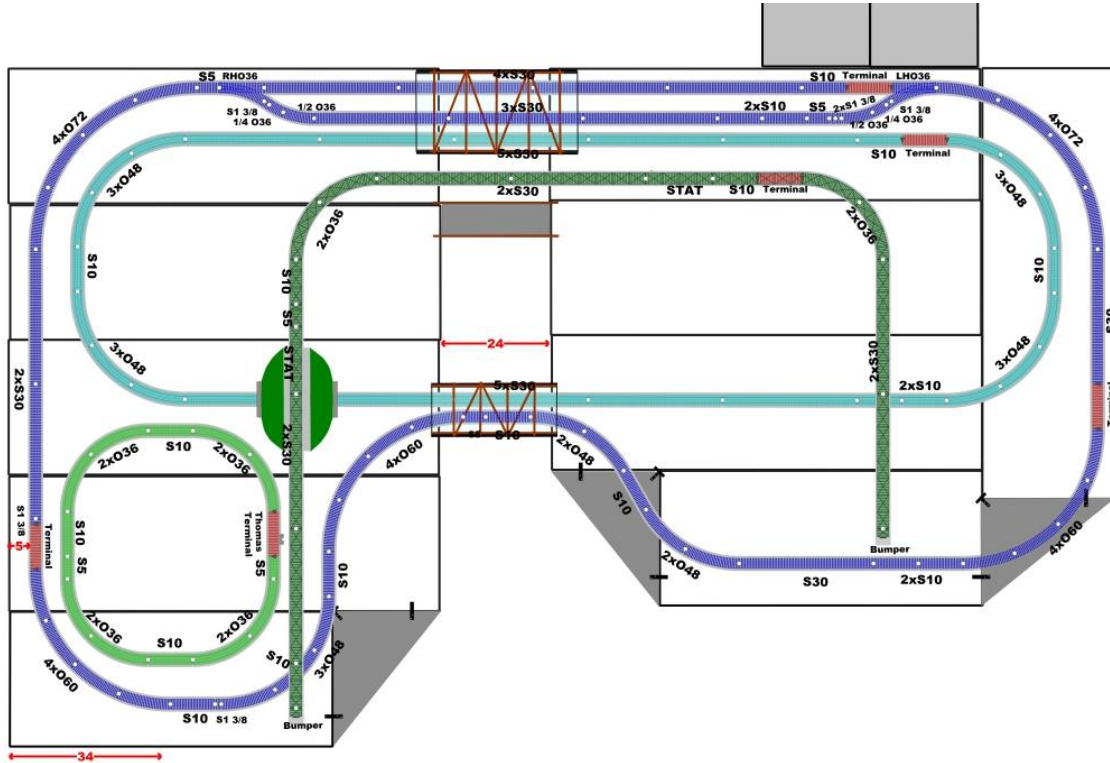 S5 RHO36
4xS30
S10
Terminal
LHO36
4xO72
S1 3/8
1/4 O36
1/2 O36
3xS30
2xS10
S5
2xS1 3/8
S1 3/8
1/4 O36
1/2 O36
4xO72
3xO48
S10
Terminal
3xO48
2xS30
STAT
S10
Terminal
2xO36
2xO36
S10
S10
S10
S5
S30
24
STAT
3xO48
3xO48
2xS30
2xS30
5xS30
2xS10
Terminal
2xO36
S10
2xO36
2xS30
4xO60
S10
2xO48
S10
S1 3/8
Terminal
5
S10
S5
Thomas
Terminal
S5
S10
2xO48
Bumper
S30
2xS10
4xO60
2xO36
S10
2xO36
S10
3xO48
4xO60
S10
S1 3/8
Bumper
34